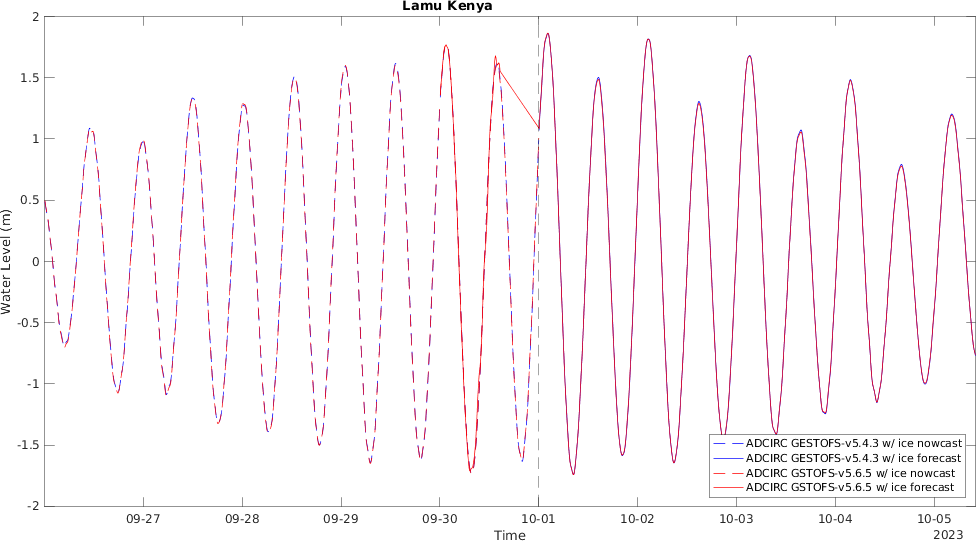 Lamu Kenya
2
1.5
1
0.5
0
-0.5
-1
-1.5
-2
Water Level (m)
ADCIRC GESTOFS-v5.4.3 w/ ice nowcast
ADCIRC GESTOFS-v5.4.3 w/ ice forecast
ADCIRC GSTOFS-v5.6.5 w/ ice nowcast
ADCIRC GSTOFS-v5.6.5 w/ ice forecast
09-27 09-28 09-29 09-30 10-01 10-02 10-03 10-04 10-05
Time 2023